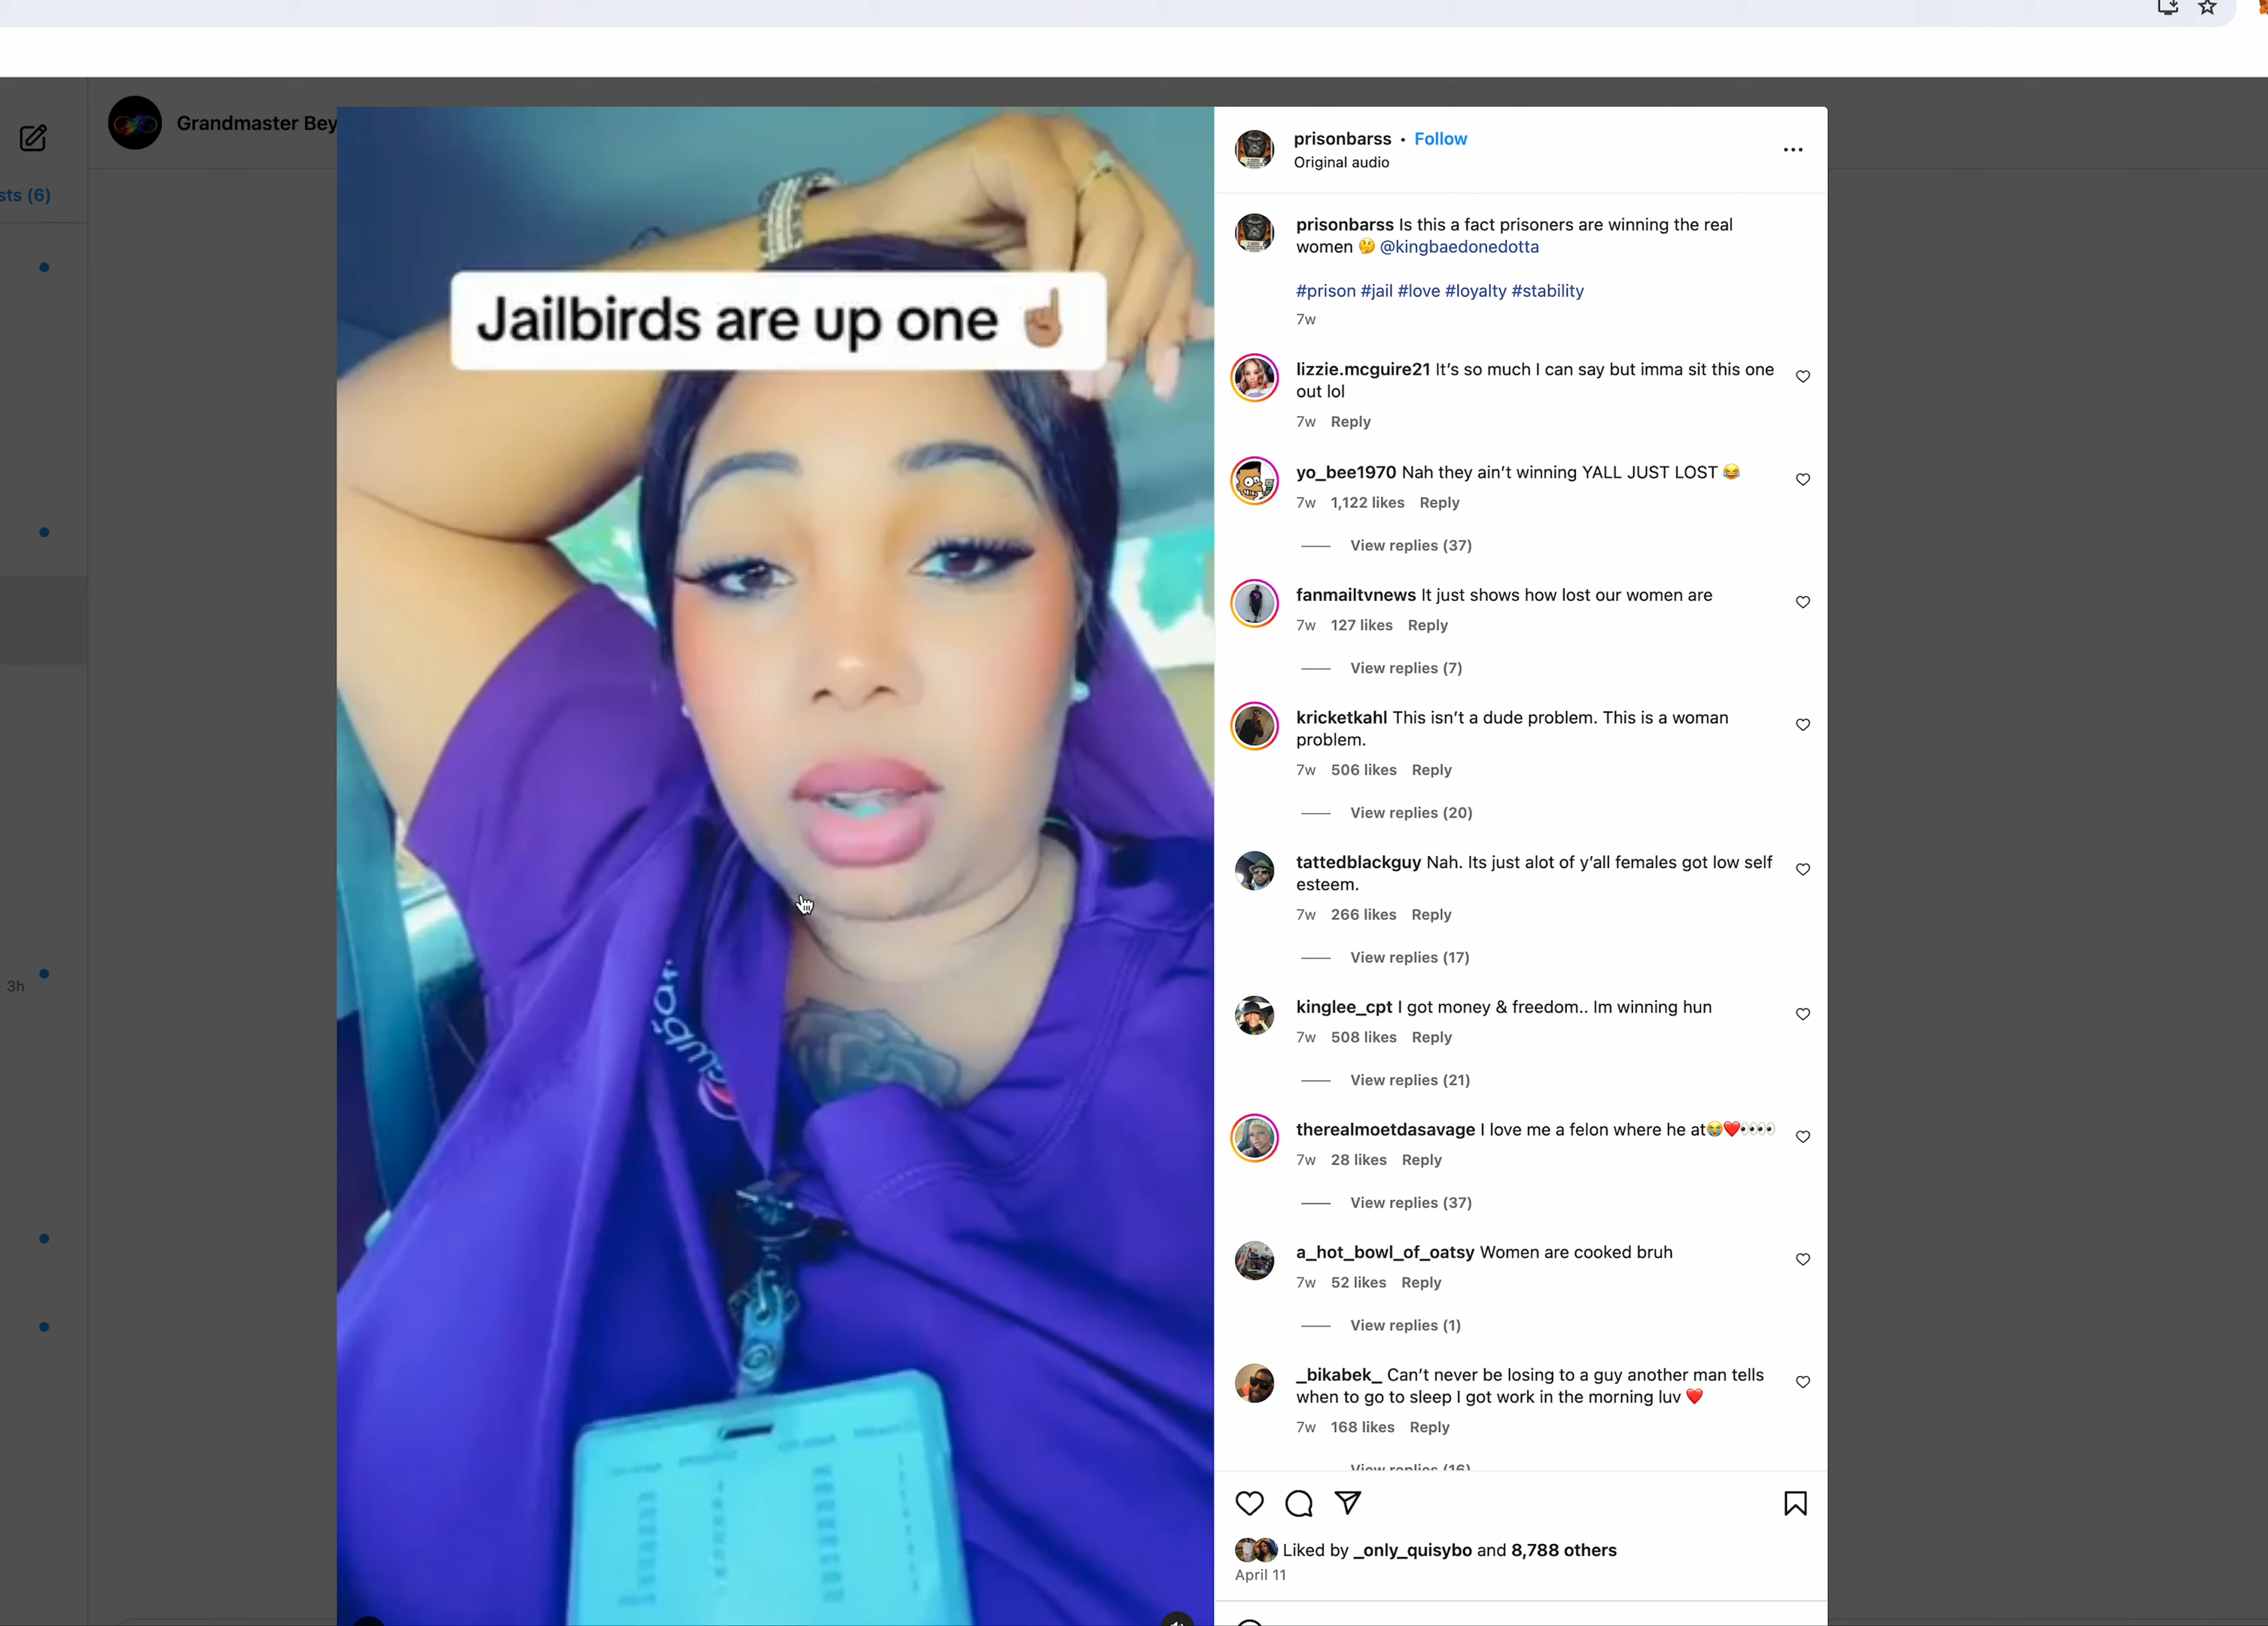 Grandmaster Bey
sts (6)
3h
Jailbirds are up one ☝🏽
prisonbarss • Follow
Original audio
prisonbarss Is this a fact prisoners are winning the real
women 🤔 @kingbaedonedotta
#prison #jail #love #loyalty #stability
7w
lizzie.mcguire21 It’s so much I can say but imma sit this one
out lol
7w Reply
yo_bee1970 Nah they ain’t winning YALL JUST LOST 😂
7w 1,122 likes Reply
View replies (37)
fanmailtvnews It just shows how lost our women are
7w 127 likes Reply
View replies (7)
kricketkahl This isn’t a dude problem. This is a woman
problem.
7w 506 likes Reply
View replies (20)
tattedblackguy Nah. Its just alot of y’all females got low self
esteem.
7w 266 likes Reply
View replies (17)
kinglee_cpt I got money & freedom.. Im winning hun
7w 508 likes Reply
View replies (21)
therealmoetdasavage I love me a felon where he at😭❤️👀👀
7w 28 likes Reply
View replies (37)
a_hot_bowl_of_oatsy Women are cooked bruh
7w 52 likes Reply
View replies (1)
_bikabek_ Can’t never be losing to a guy another man tells
when to go to sleep I got work in the morning luv ❤️
7w 168 likes Reply
View replies (16)
Liked by _only_quisybo and 8,788 others
April 11